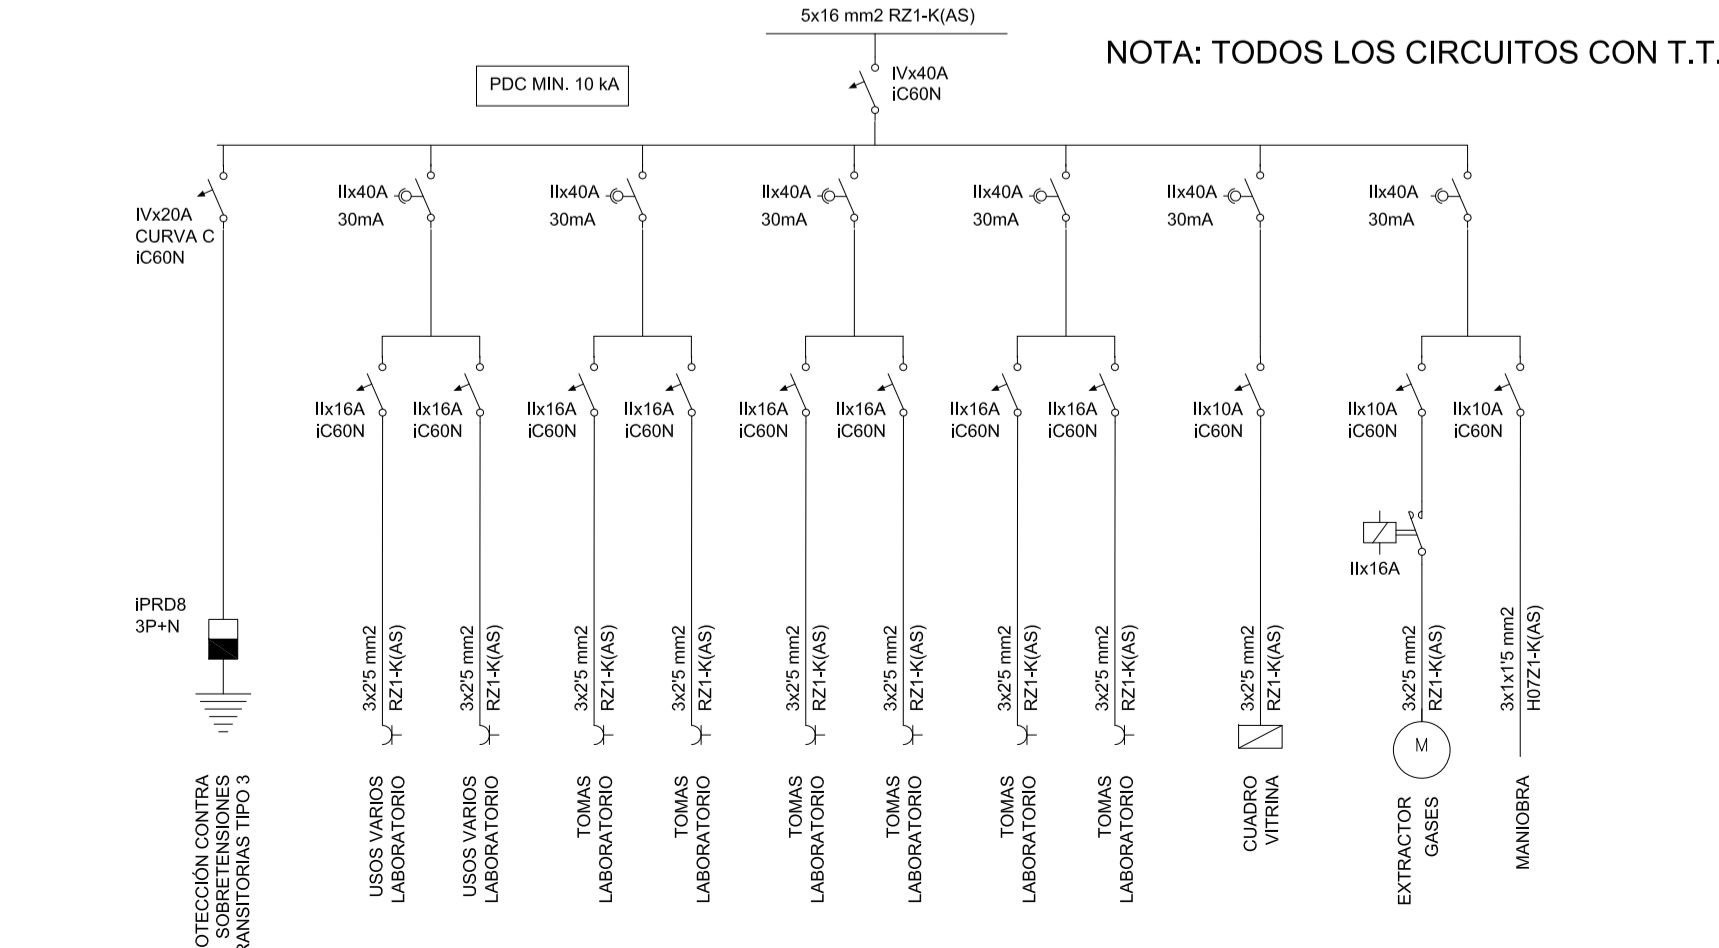 5x16 mm2 RZ1-K(AS)
NOTA: TODOS LOS CIRCUITOS CON T.T.
PDC MIN. 10 kA
IVx40A
iC60N
IVx20A
CURVA C
iC60N
IIx40A
30mA
IIx40A
30mA
IIx40A
30mA
IIx40A
30mA
IIx40A
30mA
IIx40A
30mA
IIx16A
iC60N
IIx16A
iC60N
IIx16A
iC60N
IIx16A
iC60N
IIx16A
iC60N
IIx16A
iC60N
IIx16A
iC60N
IIx16A
iC60N
IIx10A
iC60N
IIx10A
iC60N
IIx10A
iC60N
IIx16A
iPRD8
3P+N
3x2'5 mm2
RZ1-K(AS)
3x2'5 mm2
RZ1-K(AS)
3x2'5 mm2
RZ1-K(AS)
3x2'5 mm2
RZ1-K(AS)
3x2'5 mm2
RZ1-K(AS)
3x2'5 mm2
RZ1-K(AS)
3x2'5 mm2
RZ1-K(AS)
3x2'5 mm2
RZ1-K(AS)
3x2'5 mm2
RZ1-K(AS)
3x2'5 mm2
RZ1-K(AS)
3x1x1'5 mm2
H07Z1-K(AS)
M
OTECCIÓN CONTRA
SOBRETENSIONES
RANSITORIAS TIPO 3
USOS VARIOS
LABORATORIO
USOS VARIOS
LABORATORIO
TOMAS
LABORATORIO
TOMAS
LABORATORIO
TOMAS
LABORATORIO
TOMAS
LABORATORIO
TOMAS
LABORATORIO
TOMAS
LABORATORIO
CUADRO
VITRINA
EXTRACTOR
GASES
MANIOBRA